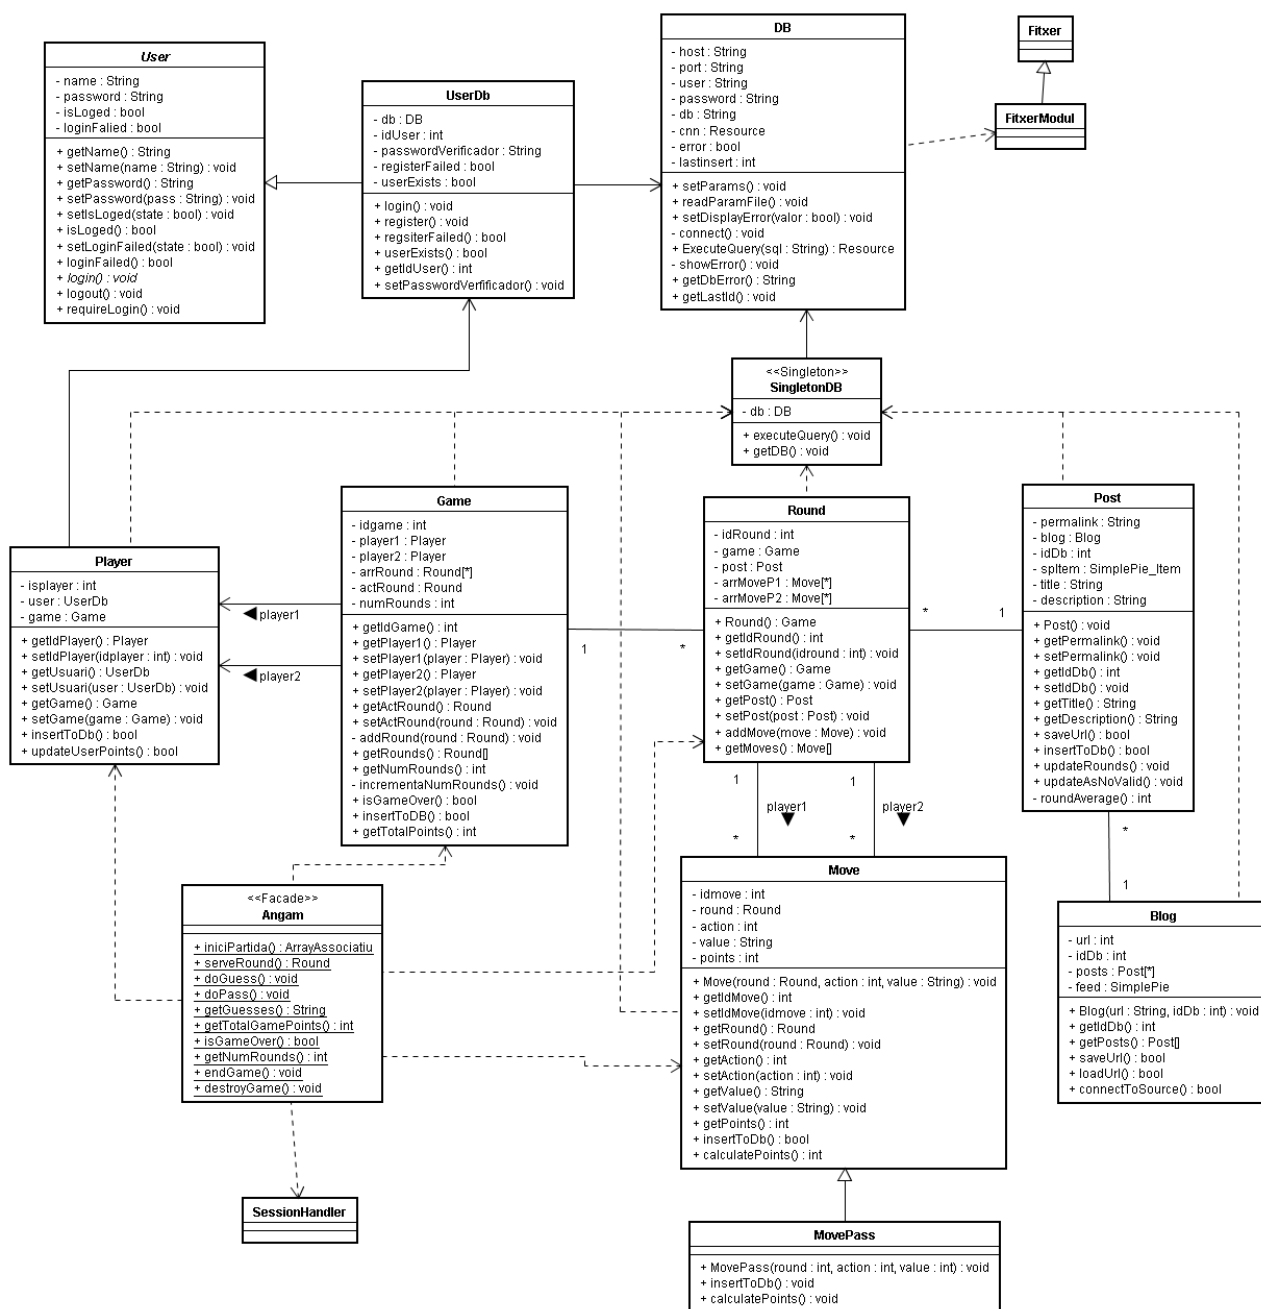 User
- name : String
- password : String
- isLoged : bool
- loginFalied : bool
+ getName() : String
+ setName(name : String) : void
+ getPassword() : String
+ setPassword(pass : String) : void
+ setIsLoged(state : bool) : void
+ isLoged() : bool
+ setLoginFailed(state : bool) : void
+ loginFailed() : bool
+ login() : void
+ logout() : void
+ requireLogin() : void
UserDb
- db : DB
- idUser : int
- passwordVerificador : String
- registerFailed : bool
- userExists : bool
+ login() : void
+ register() : void
+ regsiterFailed() : bool
+ userExists() : bool
+ getIdUser() : int
+ setPasswordVerfificador() : void
DB
- host : String
- port : String
- user : String
- password : String
- db : String
- cnn : Resource
- error : bool
- lastinsert : int
+ setParams() : void
+ readParamFile() : void
+ setDisplayError(valor : bool) : void
- connect() : void
+ ExecuteQuery(sql : String) : Resource
- showError() : void
+ getDbError() : String
+ getLastId() : void
Fitxer
FitxerModul
<<Singleton>>
SingletonDB
- db : DB
+ executeQuery() : void
+ getDB() : void
Player
- isplayer : int
- user : UserDb
- game : Game
+ getIdPlayer() : Player
+ setIdPlayer(idplayer : int) : void
+ getUsuari() : UserDb
+ setUsuari(user : UserDb) : void
+ getGame() : Game
+ setGame(game : Game) : void
+ insertToDb() : bool
+ updateUserPoints() : bool
player1
player2
Game
- idgame : int
- player1 : Player
- player2 : Player
- arrRound : Round[*]
- actRound : Round
- numRounds : int
+ getIdGame() : int
+ getPlayer1() : Player
+ setPlayer1(player : Player) : void
+ getPlayer2() : Player
+ setPlayer2(player : Player) : void
+ getActRound() : Round
+ setActRound(round : Round) : void
- addRound(round : Round) : void
+ getRounds() : Round[]
+ getNumRounds() : int
- incrementaNumRounds() : void
+ isGameOver() : bool
+ insertToDB() : bool
+ getTotalPoints() : int
1
*
Round
- idRound : int
- game : Game
- post : Post
- arrMoveP1 : Move[*]
- arrMoveP2 : Move[*]
+ Round() : Game
+ getIdRound() : int
+ setIdRound(idround : int) : void
+ getGame() : Game
+ setGame(game : Game) : void
+ getPost() : Post
+ setPost(post : Post) : void
+ addMove(move : Move) : void
+ getMoves() : Move[]
*
1
Post
- permalink : String
- blog : Blog
- idDb : int
- spItem : SimplePie_Item
- title : String
- description : String
+ Post() : void
+ getPermalink() : void
+ setPermalink() : void
+ getIdDb() : int
+ setIdDb() : void
+ getTitle() : String
+ getDescription() : String
+ saveUrl() : bool
+ insertToDb() : bool
+ updateRounds() : void
+ updateAsNoValid() : void
- roundAverage() : int
1
1
player1
player2
*
*
*
1
<<Facade>>
Angam
+ iniciPartida() : ArrayAssociatiu
+ serveRound() : Round
+ doGuess() : void
+ doPass() : void
+ getGuesses() : String
+ getTotalGamePoints() : int
+ isGameOver() : bool
+ getNumRounds() : int
+ endGame() : void
+ destroyGame() : void
Move
- idmove : int
- round : Round
- action : int
- value : String
- points : int
+ Move(round : Round, action : int, value : String) : void
+ getIdMove() : int
+ setIdMove(idmove : int) : void
+ getRound() : Round
+ setRound(round : Round) : void
+ getAction() : int
+ setAction(action : int) : void
+ getValue() : String
+ setValue(value : String) : void
+ getPoints() : int
+ insertToDb() : bool
+ calculatePoints() : int
Blog
- url : int
- idDb : int
- posts : Post[*]
- feed : SimplePie
+ Blog(url : String, idDb : int) : void
+ getIdDb() : int
+ getPosts() : Post[]
+ saveUrl() : bool
+ loadUrl() : bool
+ connectToSource() : bool
SessionHandler
MovePass
+ MovePass(round : int, action : int, value : int) : void
+ insertToDb() : void
+ calculatePoints() : void